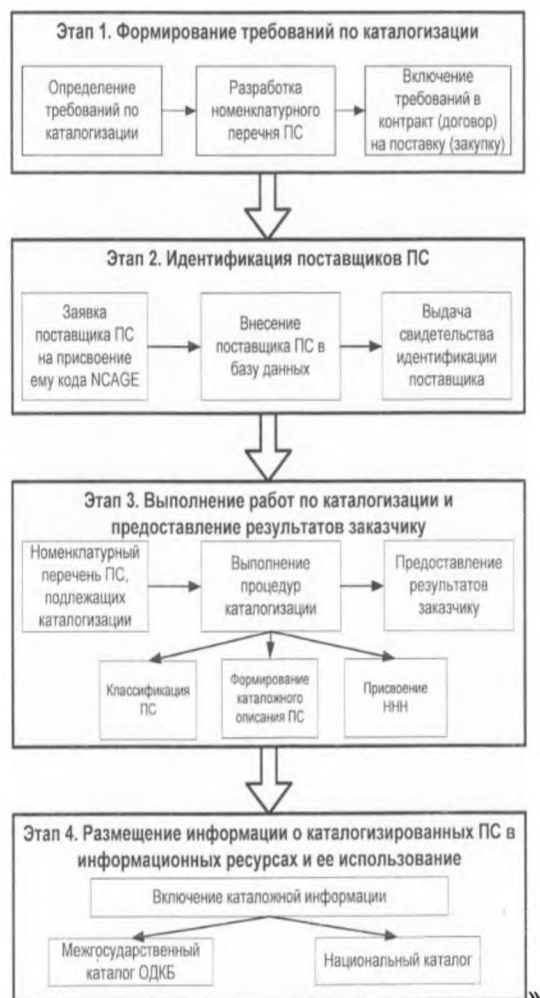 Этап 1. Формирование требований по каталогизации
Определение
требований по
каталогизации
Разработка
номенклатурного
перечня ПС
Включение
требований в
контракт (договор)
на поставку (закупку)
Этап 2. Идентификация поставщиков ПС
Заявка
поставщика ПС
на присвоение
ему кода NCAGE
Внесение
поставщика ПС в
базу данных
Выдача
свидетельства
идентификации
поставщика
Этап 3. Выполнение работ по каталогизации и
предоставление результатов заказчику
Номенклатурный
перечень ПС,
подлежащих
каталогизации
Выполнение
процедур
каталогизации
Предоставление
результатов
заказчику
Классификация
ПС
Формирование
каталожного
описания ПС
Присвоение
ННН
Этап 4. Размещение информации о каталогизированных ПС в
информационных ресурсах и ее использование
Включение каталожной информации
Межгосударственный
каталог ОДКБ
Национальный каталог
»